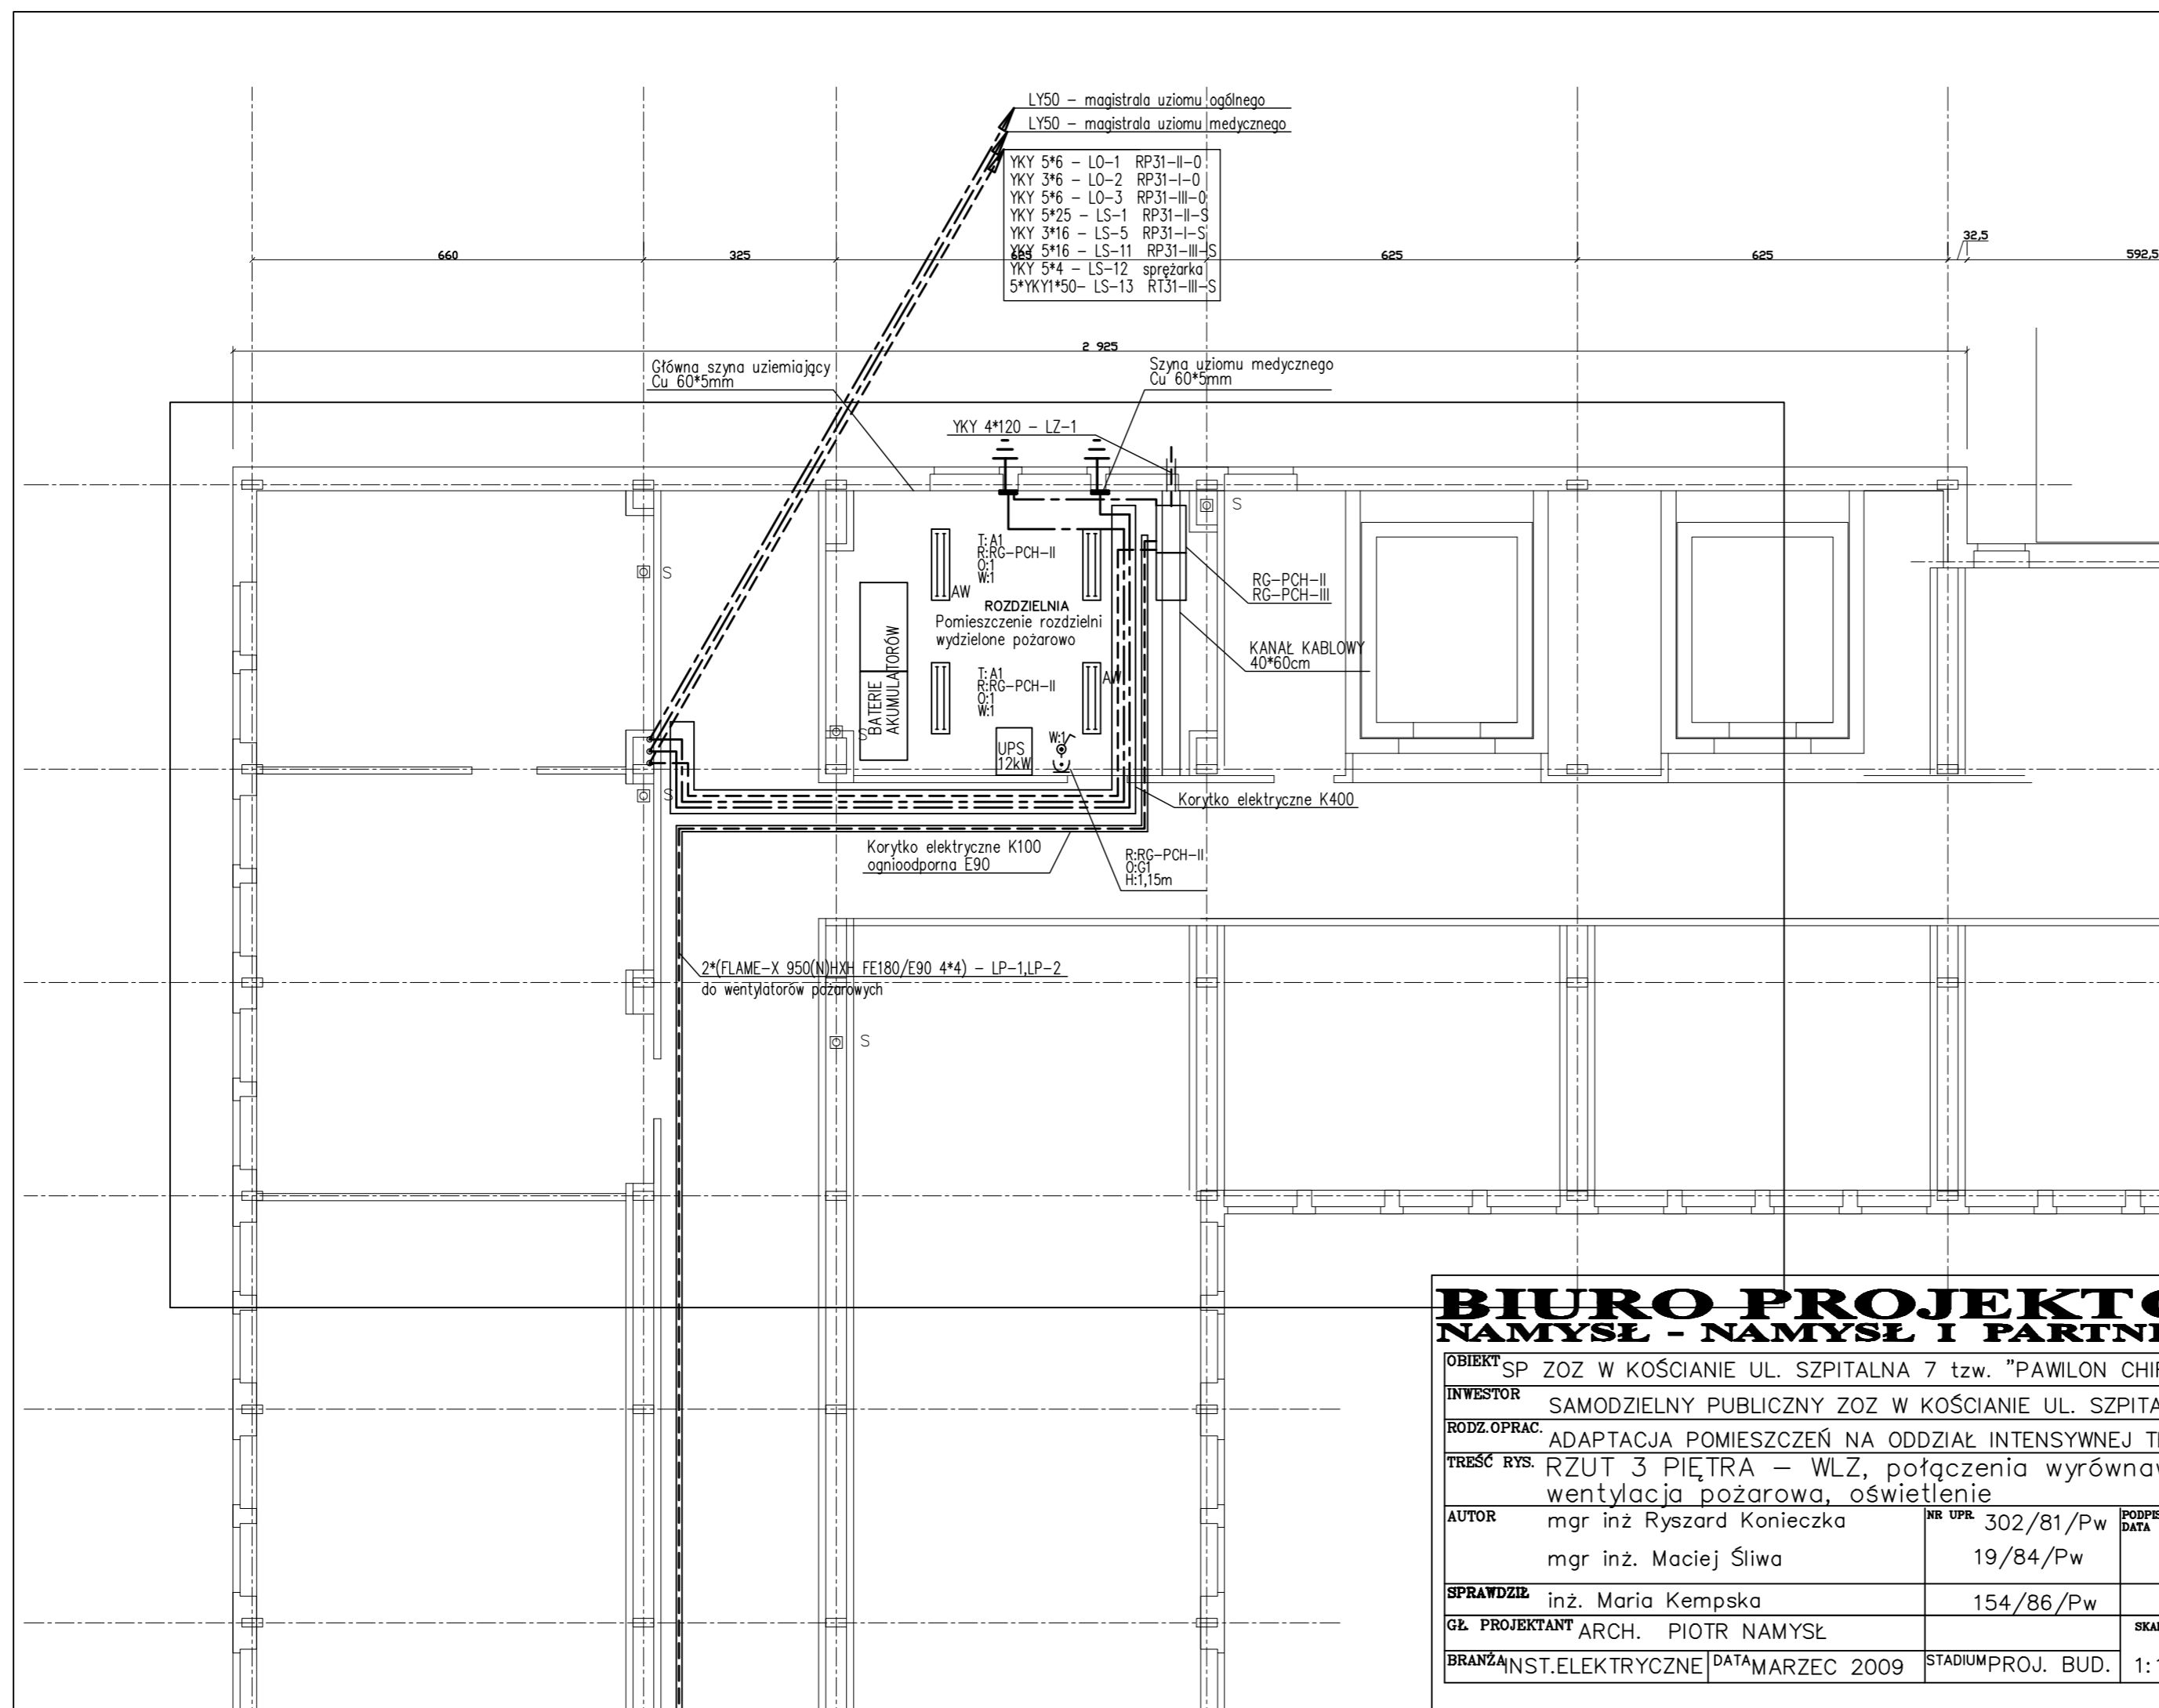 LY50 – magistrala uziomu ogólnego
LY50 – magistrala uziomu medycznego
YKY 5*6 – LO–1 RP31–II–0
YKY 3*6 – LO–2 RP31–I–0
YKY 5*6 – LO–3 RP31–III–0
YKY 5*25 – LS–1 RP31–II–S
YKY 3*16 – LS–5 RP31–I–S
YKY 5*16 – LS–11 RP31–III–S
YKY 5*4 – LS–12 sprężarka
5*YKY1*50– LS–13 RT31–III–S
660
325
625
625
625
32,5
592,5
2 925
Główna szyna uziemiający
Cu 60*5mm
Szyna uziomu medycznego
Cu 60*5mm
YKY 4*120 – LZ–1
S
S
T:A1
R:RG–PCH–II
O:1
W:1
AW
ROZDZIELNIA
Pomieszczenie rozdzielni
wydzielone pożarowo
RG–PCH–II
RG–PCH–III
KANAŁ KABLOWY
40*60cm
BATERIE
AKUMULATORÓW
T:A1
R:RG–PCH–II
O:1
W:1
AW
S
UPS
12kW
W:1
S
Korytko elektryczne K400
Korytko elektryczne K100
ognioodporna E90
R:RG–PCH–II
O:G1
H:1,15m
2*(FLAME–X 950(N)HXH FE180/E90 4*4) – LP–1,LP–2
do wentylatorów pożarowych
S
BIURO PROJEKTO
NAMYSŁ - NAMYSŁ I PARTNE
OBIEKT SP ZOZ W KOŚCIANIE UL. SZPITALNA 7 tzw. "PAWILON CHIR
INWESTOR SAMODZIELNY PUBLICZNY ZOZ W KOŚCIANIE UL. SZPITA
RODZ.OPRAC. ADAPTACJA POMIESZCZEŃ NA ODDZIAŁ INTENSYWNEJ TE
TREŚĆ RYS. RZUT 3 PIĘTRA – WLZ, połączenia wyrównaw
wentylacja pożarowa, oświetlenie
AUTOR mgr inż Ryszard Konieczka NR UPR. 302/81/Pw PODPIS DATA
mgr inż. Maciej Śliwa 19/84/Pw
SPRAWDZIŁ inż. Maria Kempska 154/86/Pw
GŁ. PROJEKTANT ARCH. PIOTR NAMYSŁ SKAL
BRANŻA INST.ELEKTRYCZNE DATA MARZEC 2009 STADIUM PROJ. BUD. 1:1